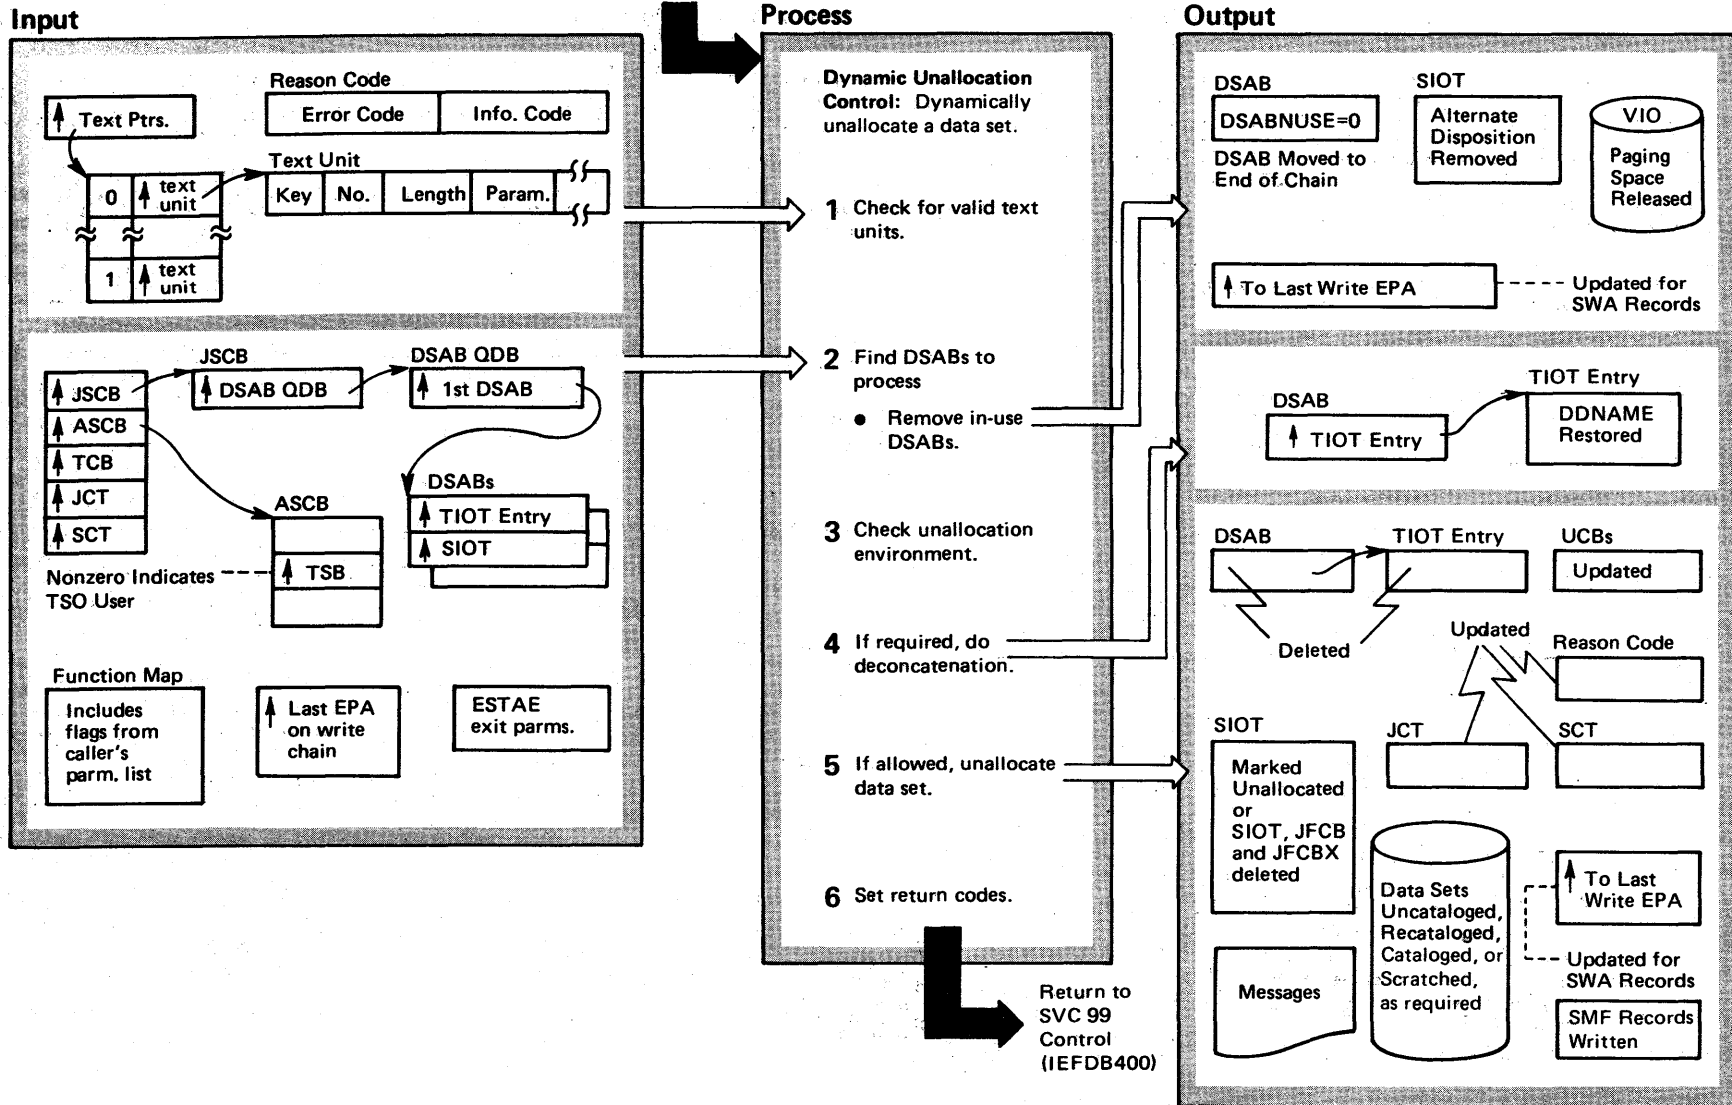 Input
Reason Code
Error Code
Info. Code
Text Ptrs.
Text Unit
0
text
unit
Key
No.
Length
Param.
1
text
unit
JSCB
DSAB QDB
JSCB
DSAB QDB
1st DSAB
ASCB
TCB
JCT
SCT
DSABs
TIOT Entry
SIOT
ASCB
TSB
Nonzero Indicates
TSO User
Function Map
Includes
flags from
caller's
parm. list
Last EPA
on write
chain
ESTAE
exit parms.
Process
Dynamic Unallocation
Control: Dynamically
unallocate a data set.
1 Check for valid text
units.
2 Find DSABs to
process
• Remove in-use
DSABs.
3 Check unallocation
environment.
4 If required, do
deconcatenation.
5 If allowed, unallocate
data set.
6 Set return codes.
Return to
SVC 99
Control
(IEFDB400)
Output
DSAB
DSABNUSE=0
DSAB Moved to
End of Chain
SIOT
Alternate
Disposition
Removed
VIO
Paging
Space
Released
To Last Write EPA
Updated for
SWA Records
DSAB
TIOT Entry
TIOT Entry
DDNAME
Restored
DSAB
TIOT Entry
UCBs
Updated
Deleted
Updated
Reason Code
SIOT
Marked
Unallocated
or
SIOT, JFCB
and JFCBX
deleted
JCT
SCT
Data Sets
Uncataloged,
Recataloged,
Cataloged, or
Scratched,
as required
To Last
Write EPA
Updated for
SWA Records
Messages
SMF Records
Written